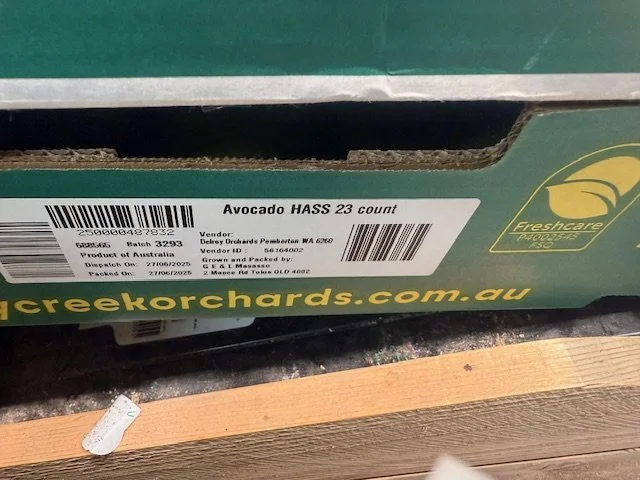 Avocado HASS 23 count
250000487832
688565 Batch 3293
Product of Australia
Dispatch On: 27/06/2025
Packed On: 27/06/2025
Vendor:
Delroy Orchards Pemberton WA 6260
Vendor ID : 56164002
Grown and Packed by:
G E & L Masasso
2 Mance Rd Tolga QLD 4882
Freshcare
gcreekorchards.com.au